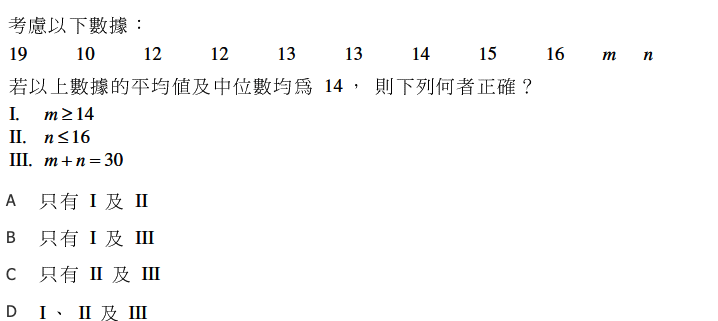 考慮以下數據：
19 10 12 12 13 13 14 15 16 m n
若以上數據的平均值及中位數均爲 14 ， 則下列何者正確？
I. m ≥ 14
II. n ≤ 16
III. m + n = 30
A 只有 I 及 II
B 只有 I 及 III
C 只有 II 及 III
D I 、 II 及 III